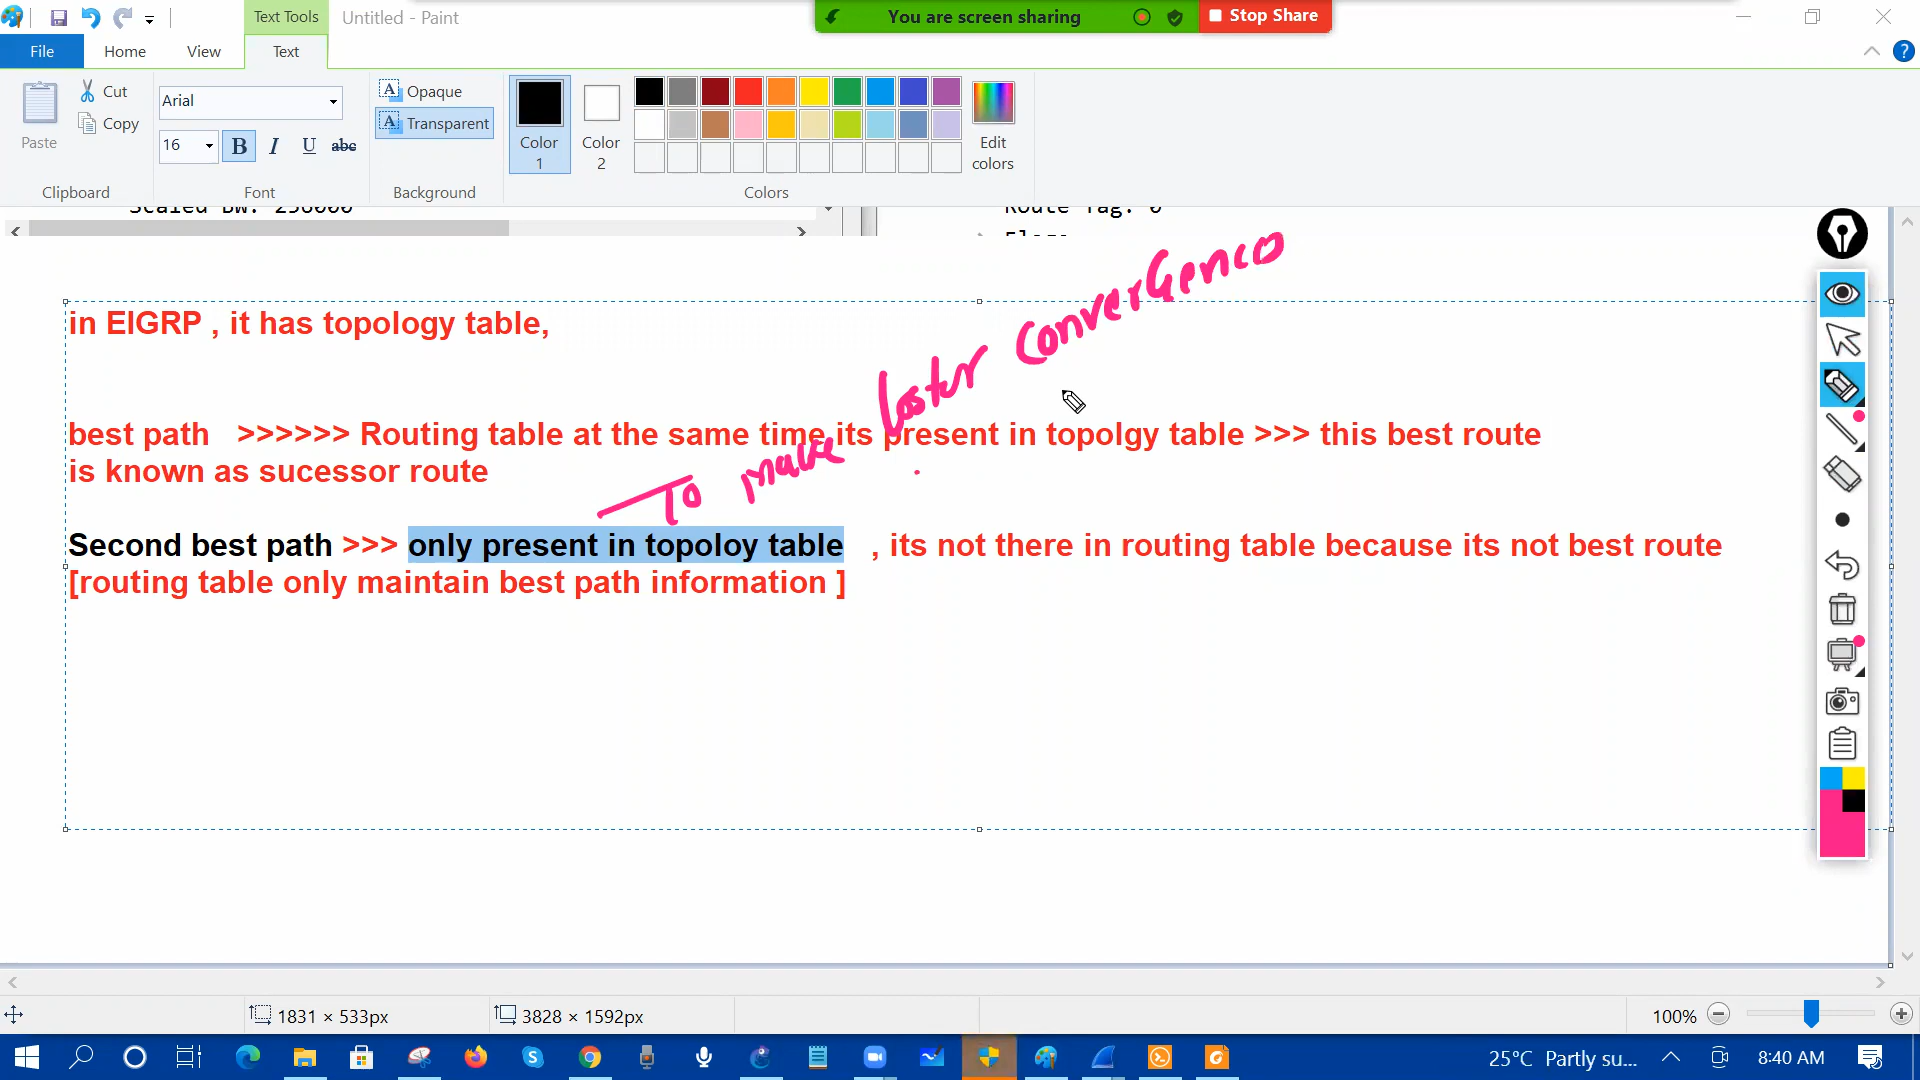 Text Tools
Untitled - Paint
You are screen sharing
Stop Share
File
Home
View
Text
Paste
Cut
Copy
Arial
16
B
I
U
abc
Opaque
Transparent
Color 1
Color 2
Edit colors
Clipboard
Font
Background
Colors
in EIGRP , it has topology table,
To make faster converGence
best path >>>>>> Routing table at the same time its present in topolgy table >>> this best route
is known as sucessor route
Second best path >>> only present in topoloy table , its not there in routing table because its not best route
[routing table only maintain best path information ]
1831 × 533px
3828 × 1592px
100%
25°C Partly su...
8:40 AM